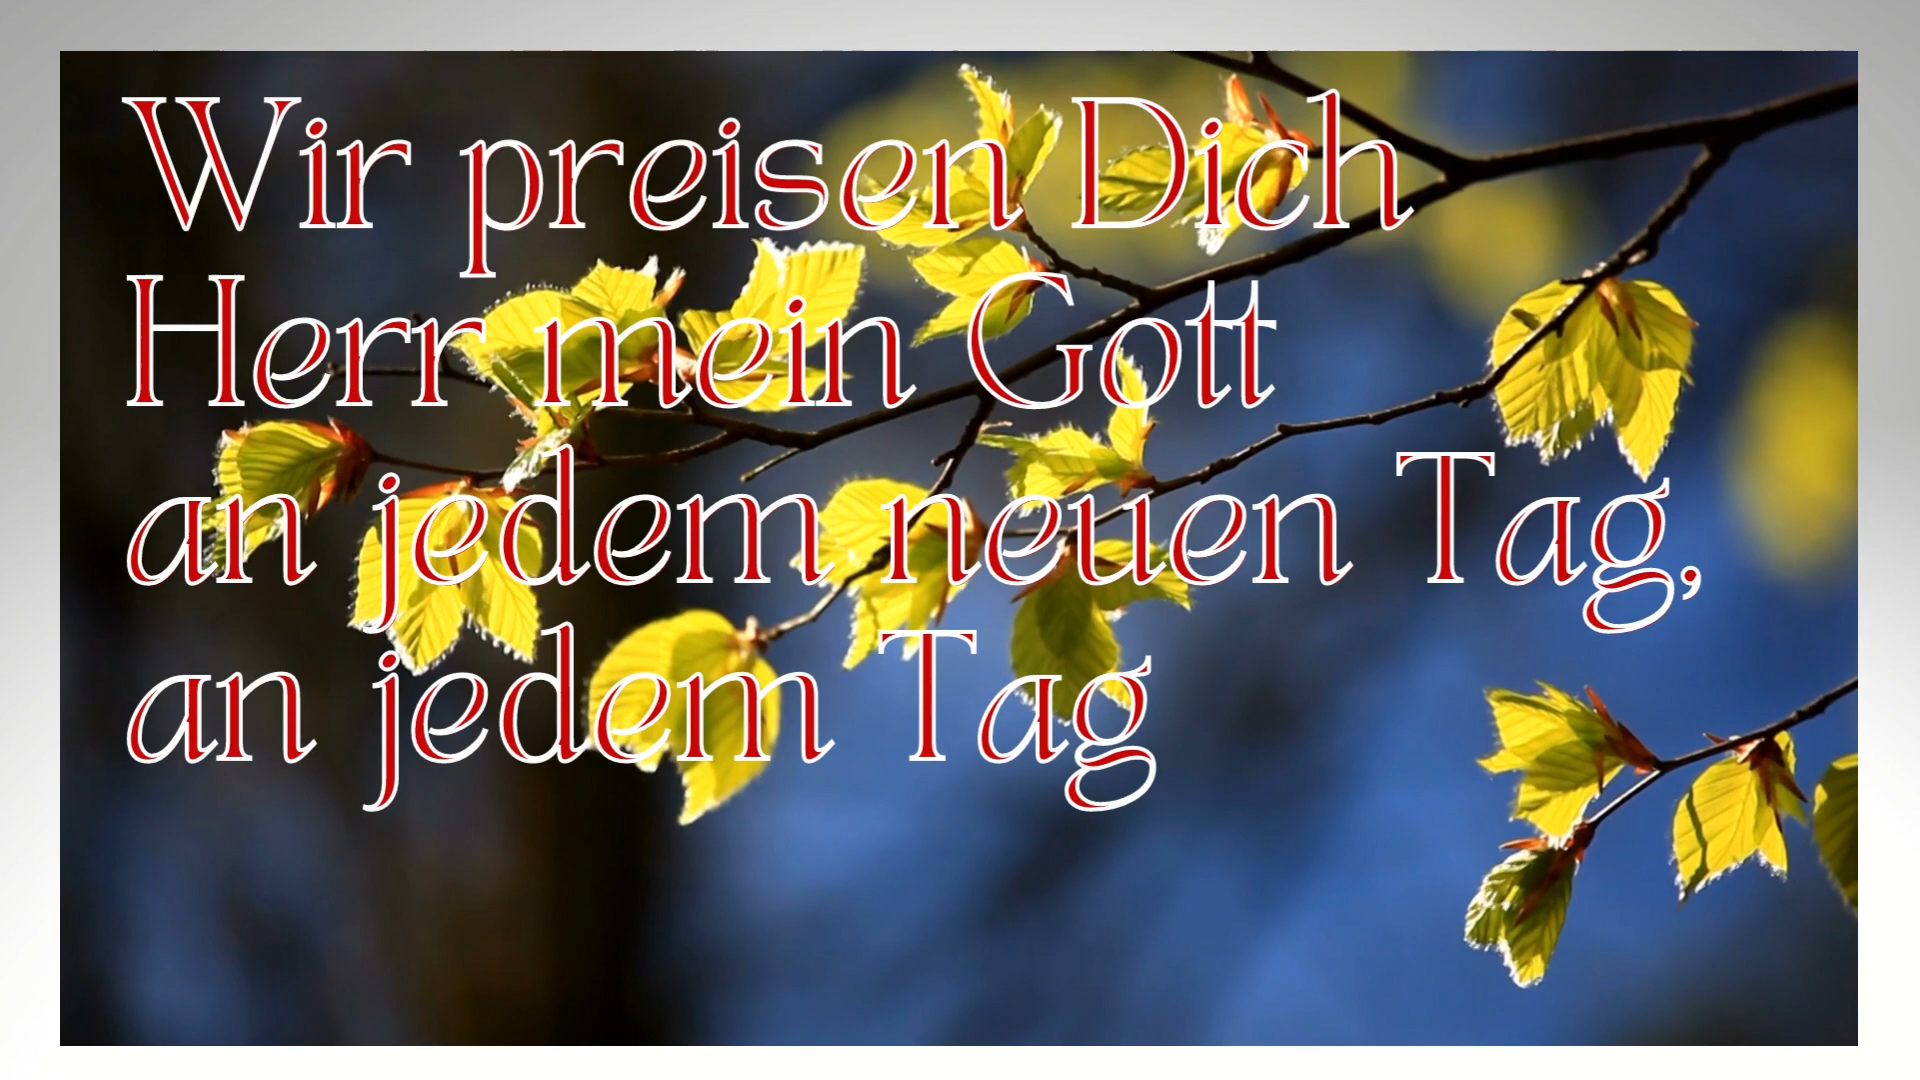 Wir preisen Dich
Herr mein Gott
an jedem neuen Tag,
an jedem Tag